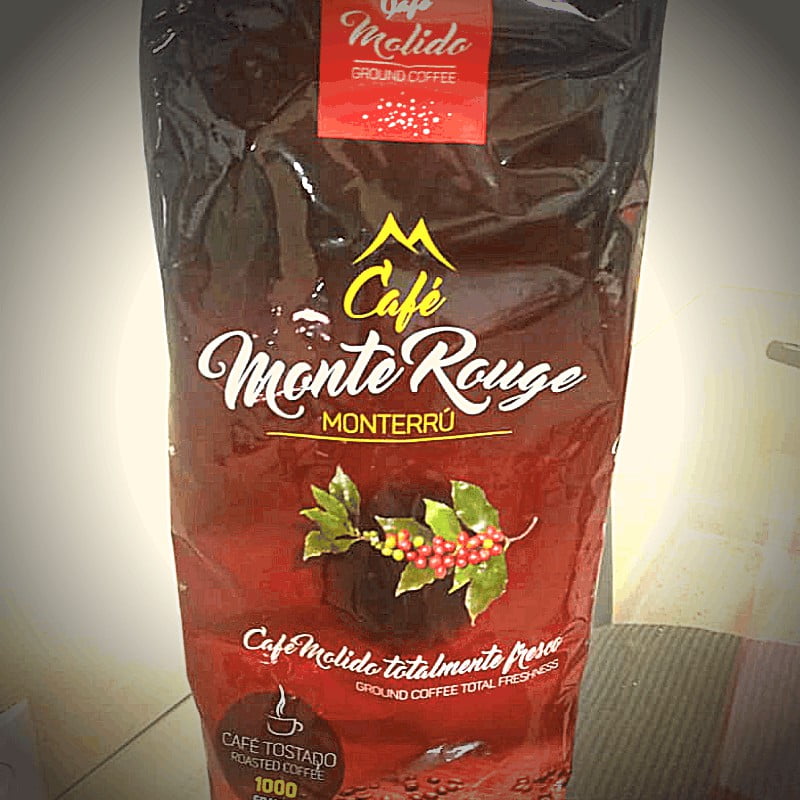 Café
Molido
GROUND COFFEE
Café
Monte Rouge
MONTERRÚ
Café Molido totalmente fresco
GROUND COFFEE TOTAL FRESHNESS
CAFÉ TOSTADO
ROASTED COFFEE
1000